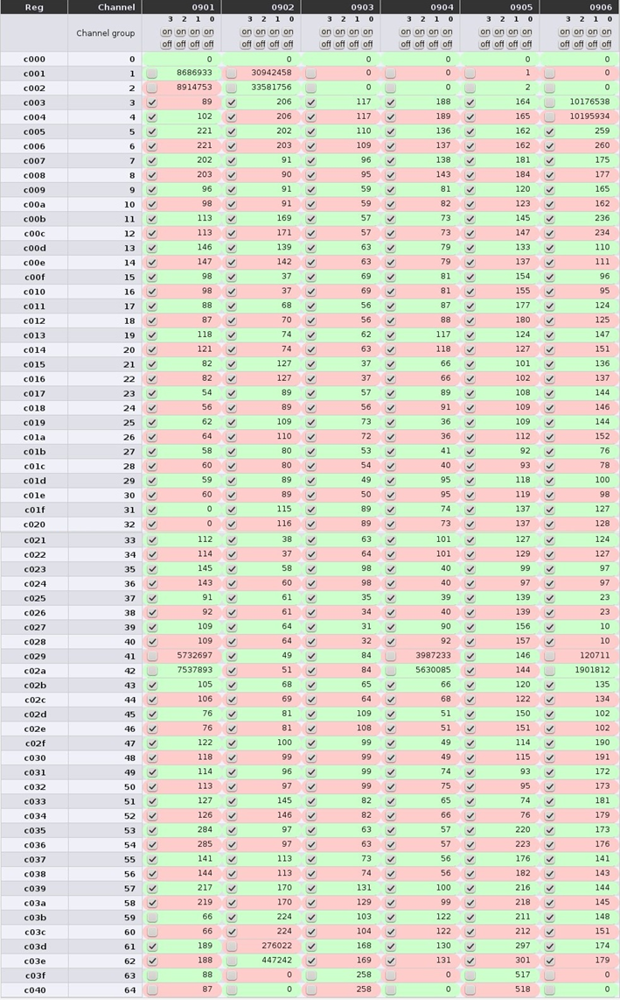 Reg Channel 0901 0902 0903 0904 0905 0906
3 2 1 0 3 2 1 0 3 2 1 0 3 2 1 0 3 2 1 0 3 2 1 0
Channel group on on on on on on on on on on on on on on on on on on on on on on on on
off off off off off off off off off off off off off off off off off off off off off off off off
c000 0 0 0 0 0 0 0
c001 1 8686933 30942458 0 0 1 0
c002 2 8914753 33581756 0 0 2 0
c003 3 89 206 117 188 164 10176538
c004 4 102 206 117 189 165 10195934
c005 5 221 202 110 136 162 259
c006 6 221 203 109 137 162 260
c007 7 202 91 96 138 181 175
c008 8 203 90 95 143 184 177
c009 9 96 91 59 81 120 165
c00a 10 98 91 59 82 123 162
c00b 11 113 169 57 73 145 236
c00c 12 113 171 57 73 147 234
c00d 13 146 139 63 79 133 110
c00e 14 147 142 63 79 137 111
c00f 15 98 37 69 81 154 96
c010 16 98 37 69 81 155 95
c011 17 88 68 56 87 177 124
c012 18 87 70 56 88 180 125
c013 19 118 74 62 117 124 147
c014 20 121 74 63 118 127 151
c015 21 82 127 37 66 101 136
c016 22 82 127 37 66 102 137
c017 23 54 89 57 89 108 144
c018 24 56 89 56 91 109 146
c019 25 62 109 73 36 109 144
c01a 26 64 110 72 36 112 152
c01b 27 58 80 53 41 92 76
c01c 28 60 80 54 40 93 78
c01d 29 59 89 49 95 118 100
c01e 30 60 89 50 95 119 98
c01f 31 0 115 89 74 137 127
c020 32 0 116 89 73 137 128
c021 33 112 38 63 101 127 124
c022 34 114 37 64 101 129 127
c023 35 145 58 98 40 99 97
c024 36 143 60 98 40 97 97
c025 37 91 61 35 39 139 23
c026 38 92 61 34 40 139 23
c027 39 109 64 31 90 156 10
c028 40 109 64 32 92 157 10
c029 41 5732697 49 84 3987233 146 120711
c02a 42 7537893 51 84 5630085 144 1901812
c02b 43 105 68 65 66 120 135
c02c 44 106 69 64 68 122 134
c02d 45 76 81 109 51 150 102
c02e 46 76 81 108 51 151 102
c02f 47 122 100 99 49 114 190
c030 48 118 99 99 49 115 191
c031 49 114 96 99 74 93 172
c032 50 113 97 99 75 95 173
c033 51 127 145 82 65 74 181
c034 52 126 146 82 66 76 179
c035 53 284 97 63 57 220 173
c036 54 285 97 63 57 223 176
c037 55 141 113 73 56 176 141
c038 56 144 113 74 56 182 143
c039 57 217 170 131 100 216 144
c03a 58 219 170 129 99 218 145
c03b 59 66 224 103 122 211 148
c03c 60 66 224 104 122 212 151
c03d 61 189 276022 168 130 297 174
c03e 62 188 447242 169 131 301 179
c03f 63 88 0 258 0 517 0
c040 64 87 0 258 0 518 0